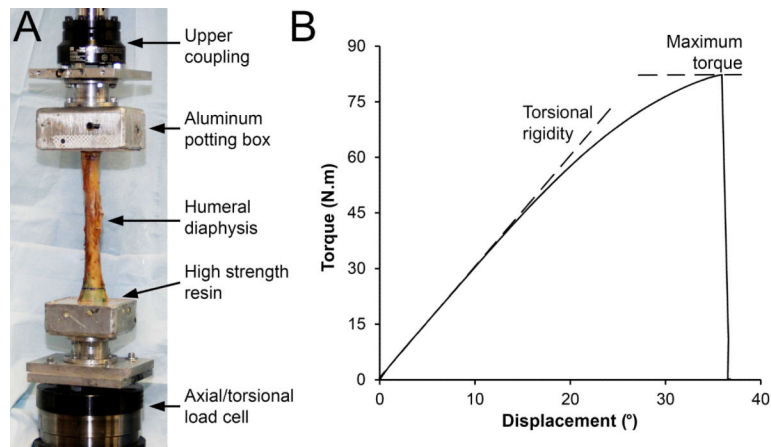 A
Upper
coupling
Aluminum
potting box
Humeral
diaphysis
High strength
resin
Axial/torsional
load cell
B
90
75
60
45
30
15
0
Torque (N.m)
0
10
20
30
40
Displacement (°)
Torsional
rigidity
Maximum
torque